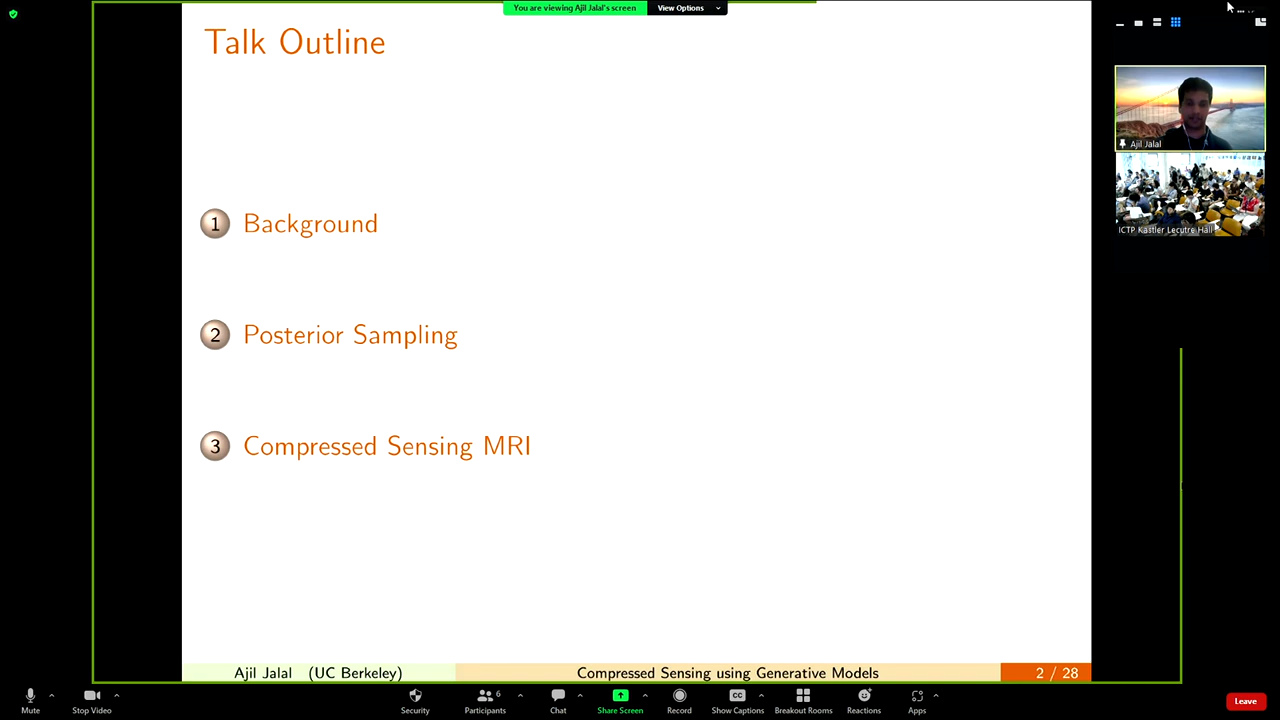 You are viewing Ajil Jalal's screen
View Options
Talk Outline
1 Background
2 Posterior Sampling
3 Compressed Sensing MRI
Ajil Jalal (UC Berkeley)
Compressed Sensing using Generative Models
2 / 28
Ajil Jalal
ICTP Kastler Lecutre Hall
Mute
Stop Video
Security
Participants
6
Chat
Share Screen
Record
CC
Show Captions
Breakout Rooms
Reactions
Apps
Leave